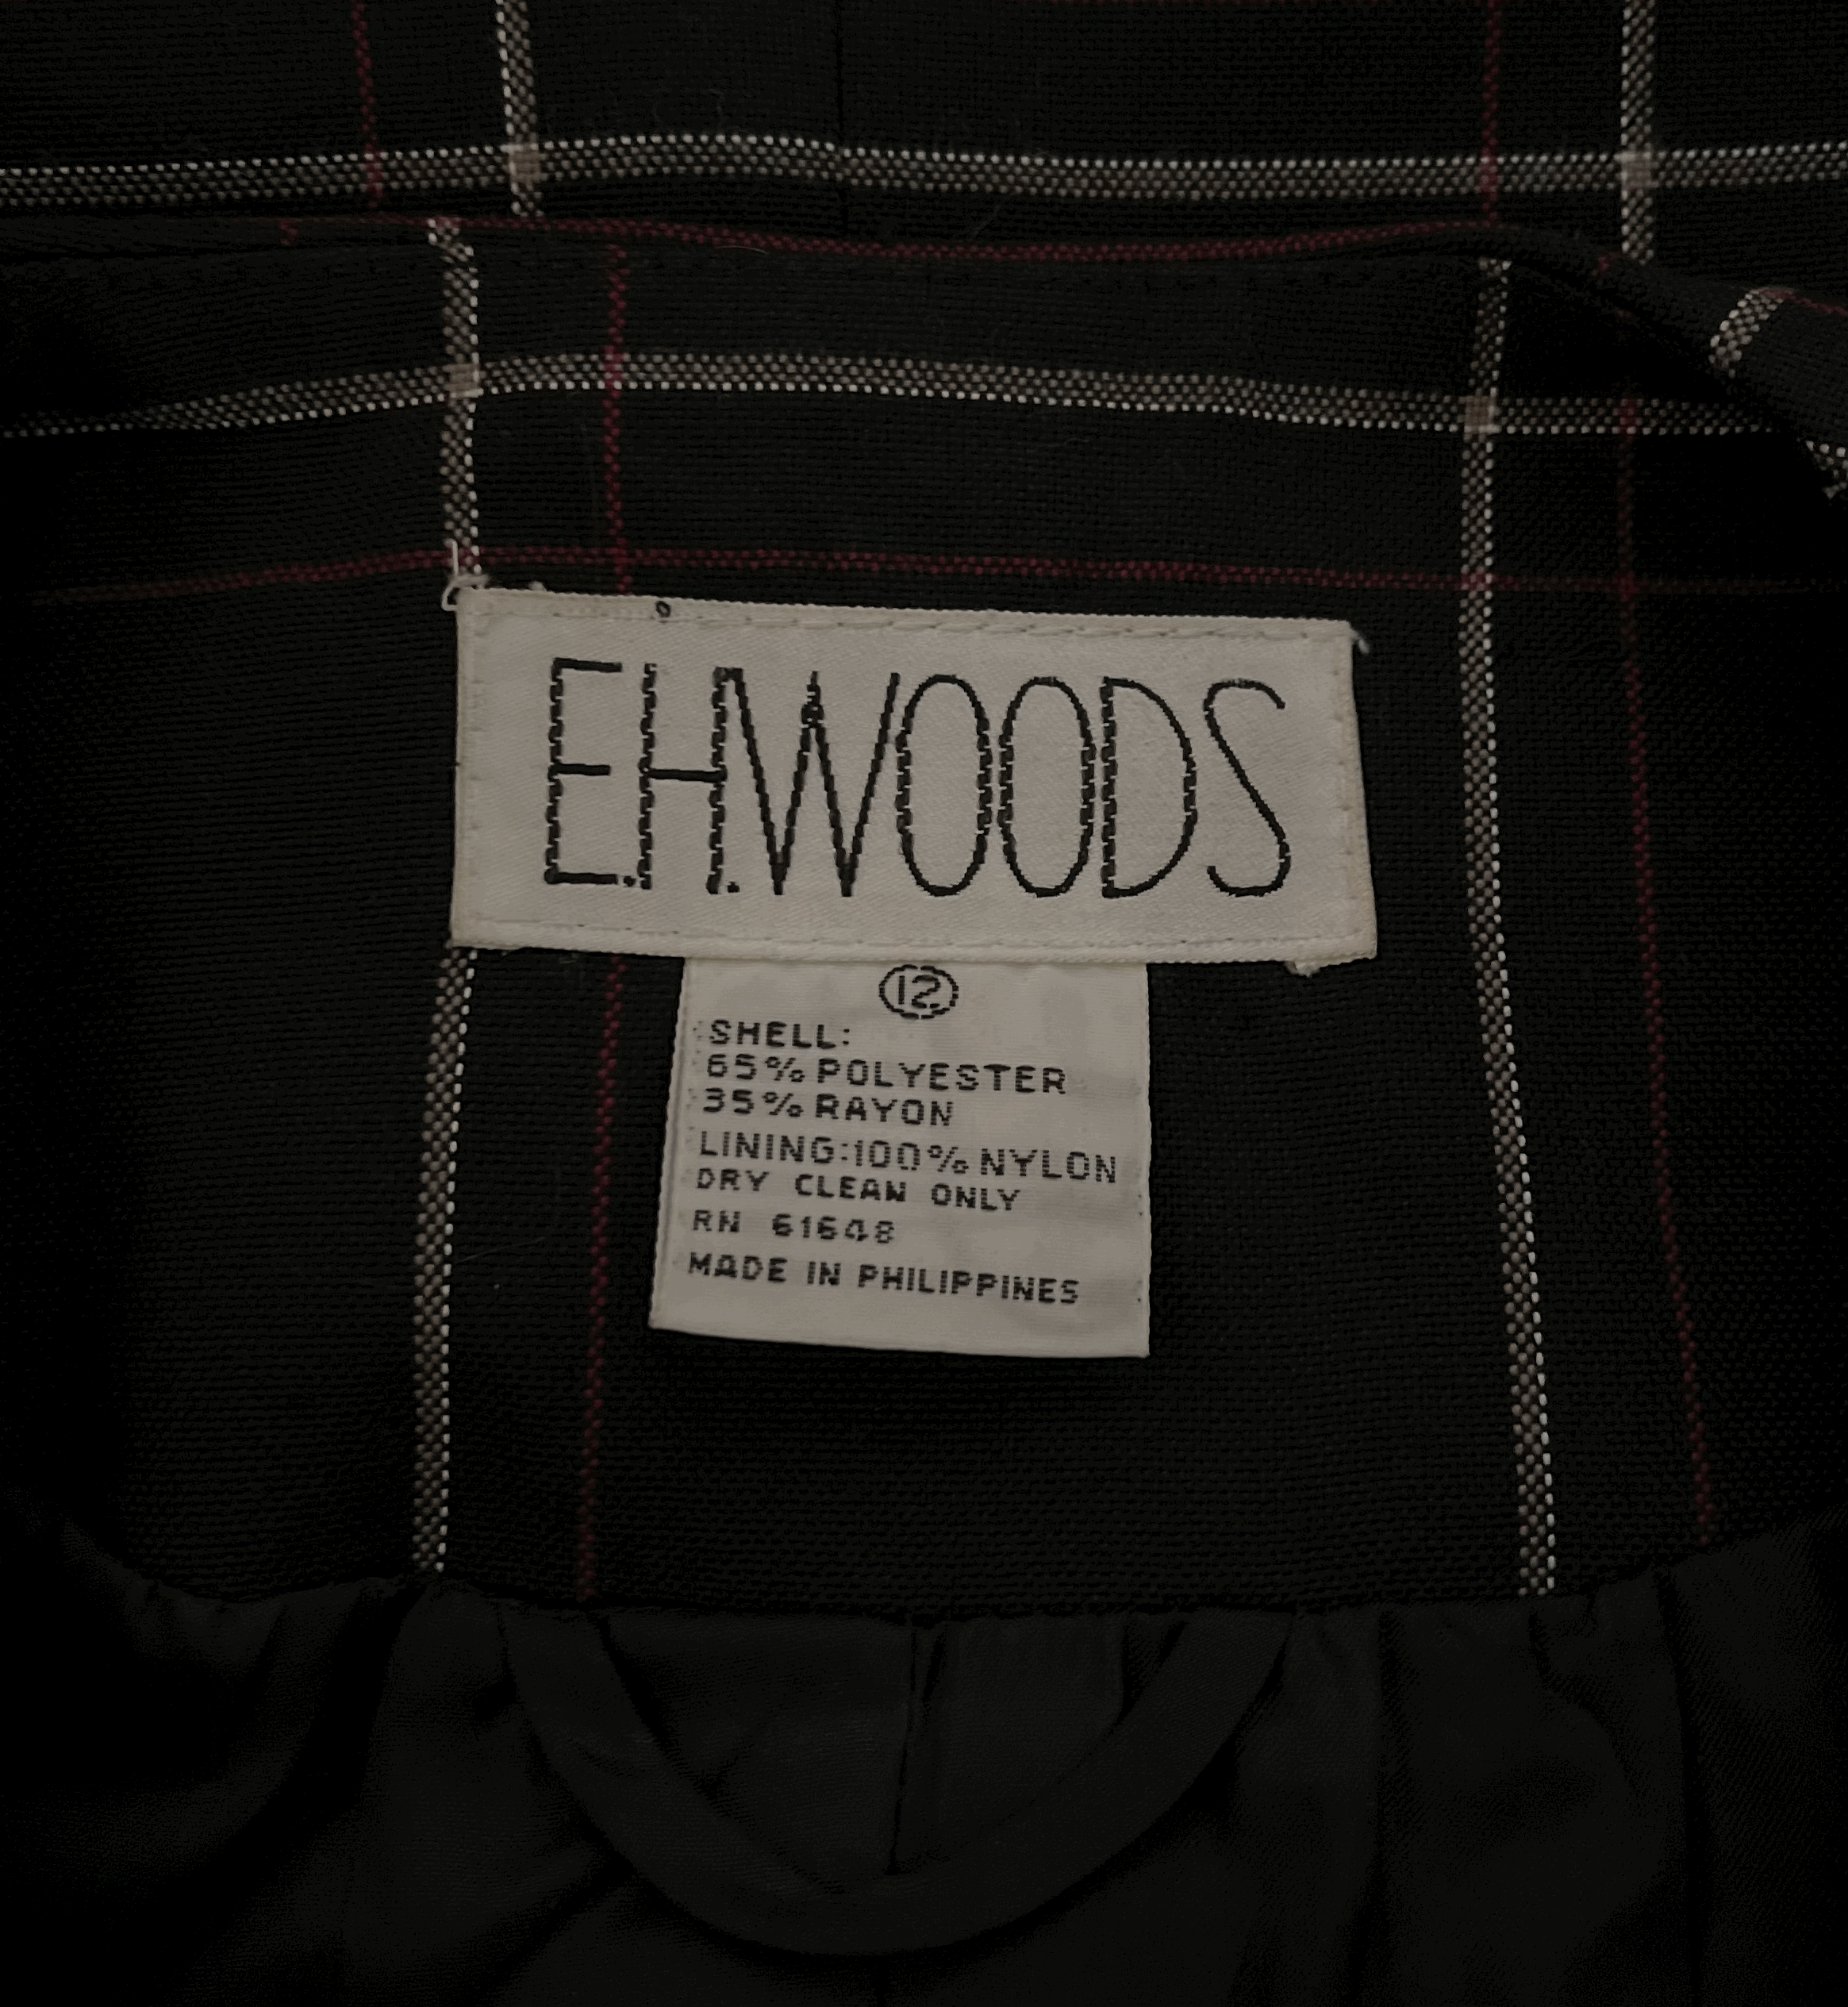 E.H.WOODS
12
SHELL:
65% POLYESTER
35% RAYON
LINING:100% NYLON
DRY CLEAN ONLY
RN 61648
MADE IN PHILIPPINES